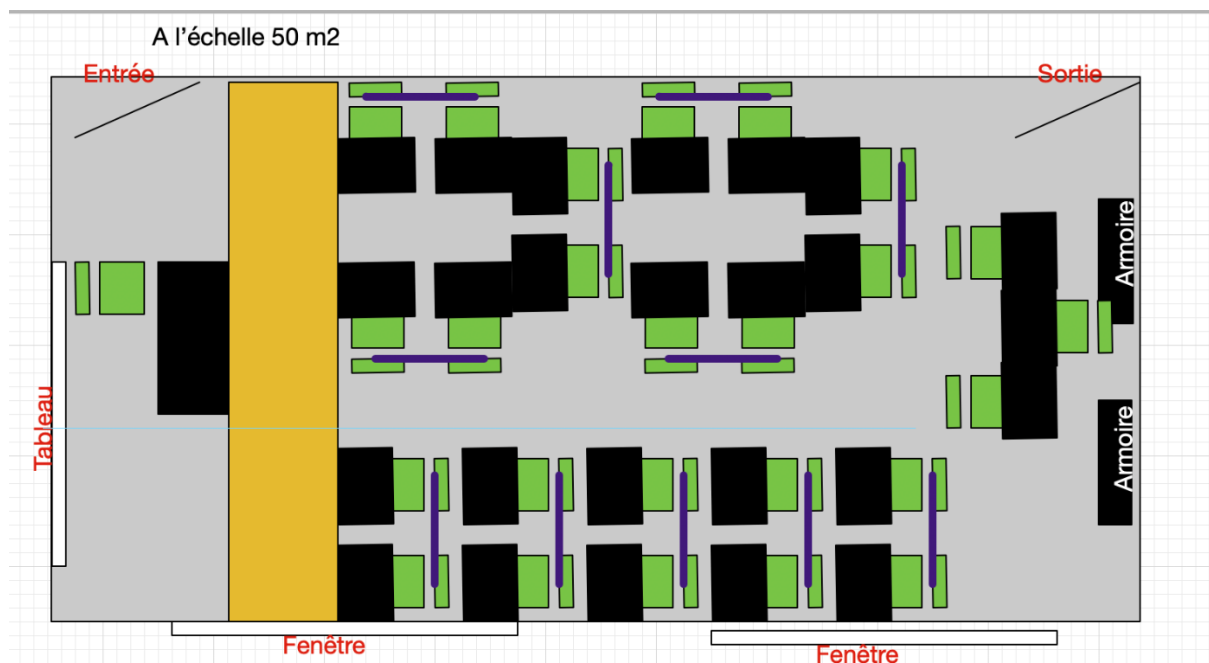 A l'échelle 50 m2
Entrée
Sortie
Armoire
Tableau
Armoire
Fenêtre
Fenêtre